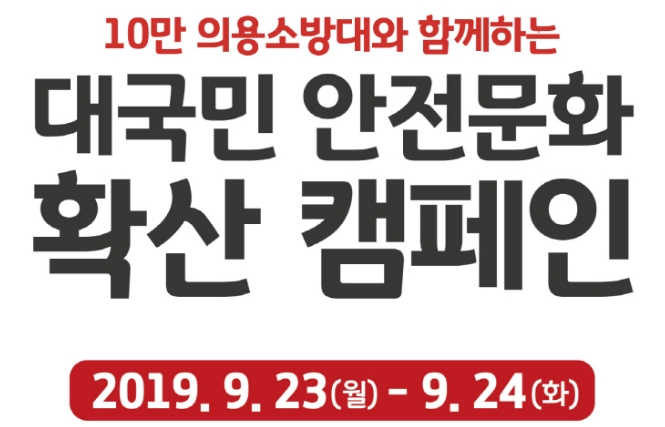 10만 의용소방대와 함께하는
대국민 안전문화
확산 캠페인
2019. 9. 23(월) - 9. 24(화)